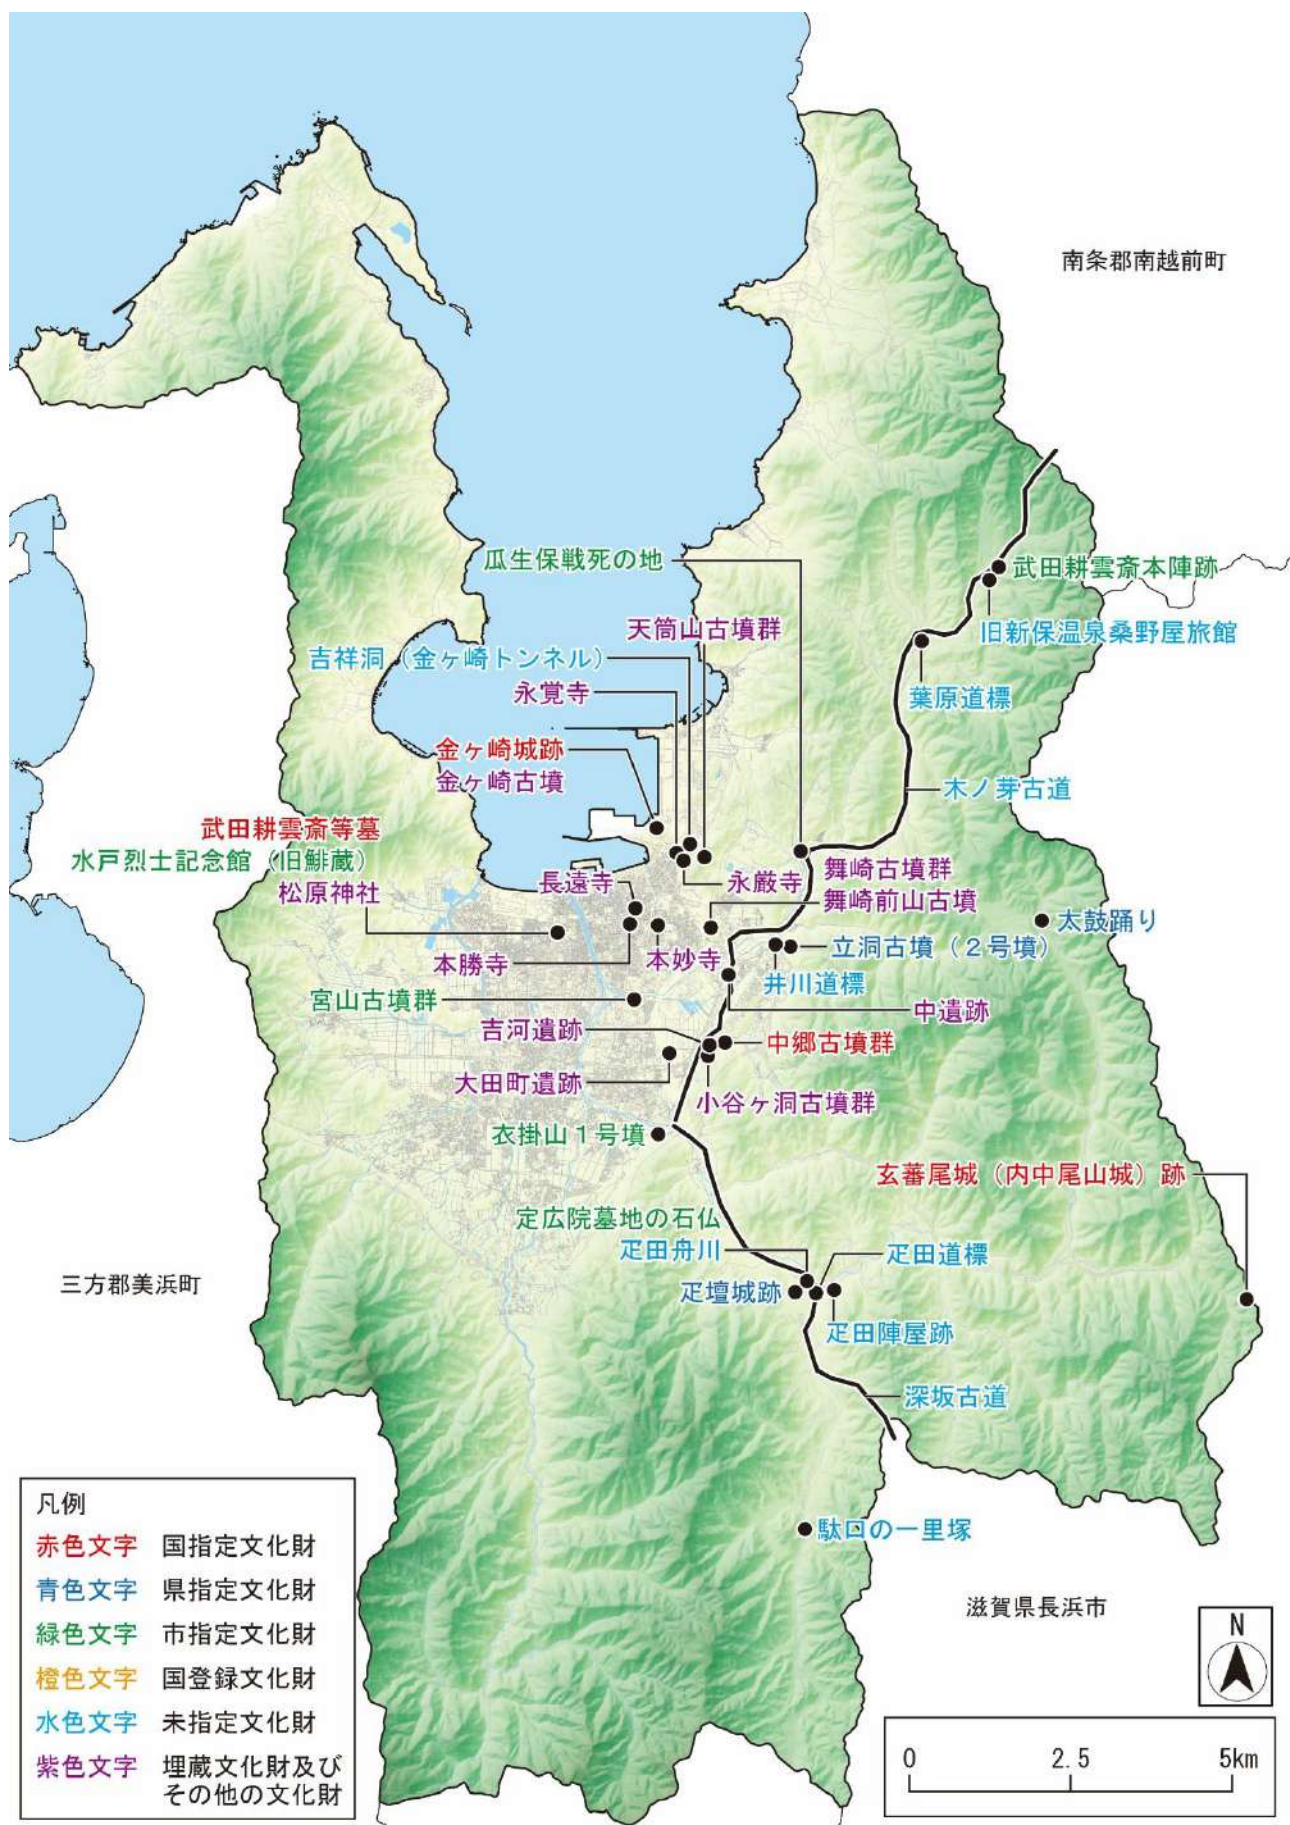 南条郡南越前町
瓜生保戦死の地
武田耕雲斎本陣跡
天筒山古墳群
旧新保温泉桑野屋旅館
吉祥洞（金ヶ崎トンネル）
永覚寺
葉原道標
金ヶ崎城跡
金ヶ崎古墳
木ノ芽古道
武田耕雲斎等墓
水戸烈士記念館（旧鯡蔵）
松原神社
長遠寺
永厳寺
舞崎古墳群
舞崎前山古墳
太鼓踊り
本勝寺
本妙寺
立洞古墳（２号墳）
井川道標
宮山古墳群
中遺跡
吉河遺跡
中郷古墳群
大田町遺跡
小谷ヶ洞古墳群
衣掛山１号墳
玄蕃尾城（内中尾山城）跡
定広院墓地の石仏
疋田舟川
疋田道標
三方郡美浜町
疋壇城跡
疋田陣屋跡
深坂古道
駄口の一里塚
滋賀県長浜市
凡例
赤色文字 国指定文化財
青色文字 県指定文化財
緑色文字 市指定文化財
橙色文字 国登録文化財
水色文字 未指定文化財
紫色文字 埋蔵文化財及び
その他の文化財
N
0 2.5 5km